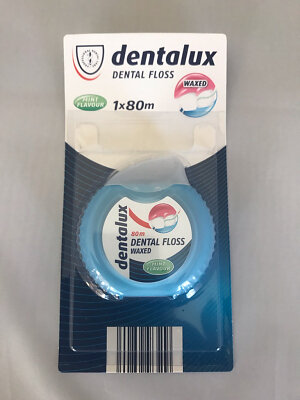 dentalux
DENTAL FLOSS
WAXED
MINT
FLAVOUR
1x80m
dentalux
80m
DENTAL FLOSS
WAXED
MINT
FLAVOUR